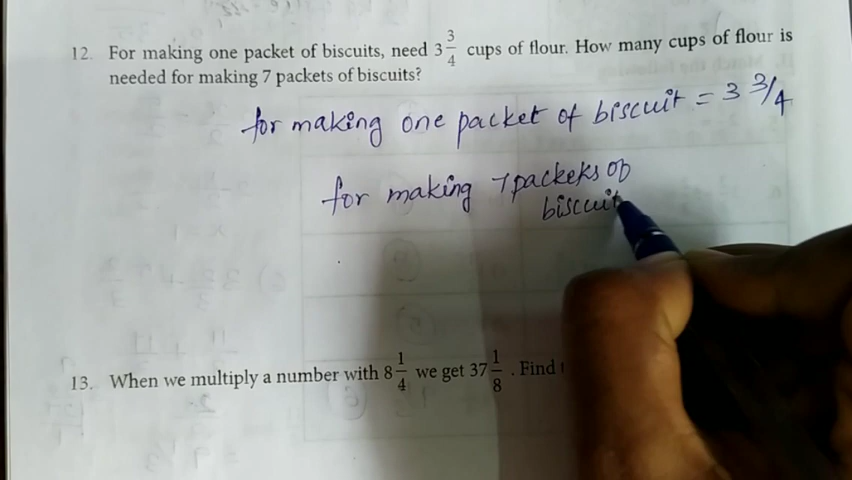 12. For making one packet of biscuits, need 3 3/4 cups of flour. How many cups of flour is
needed for making 7 packets of biscuits?
for making one packet of biscuit = 3 3/4
for making 7 packeks of
biscuit
13. When we multiply a number with 8 1/4 we get 37 1/8 . Find